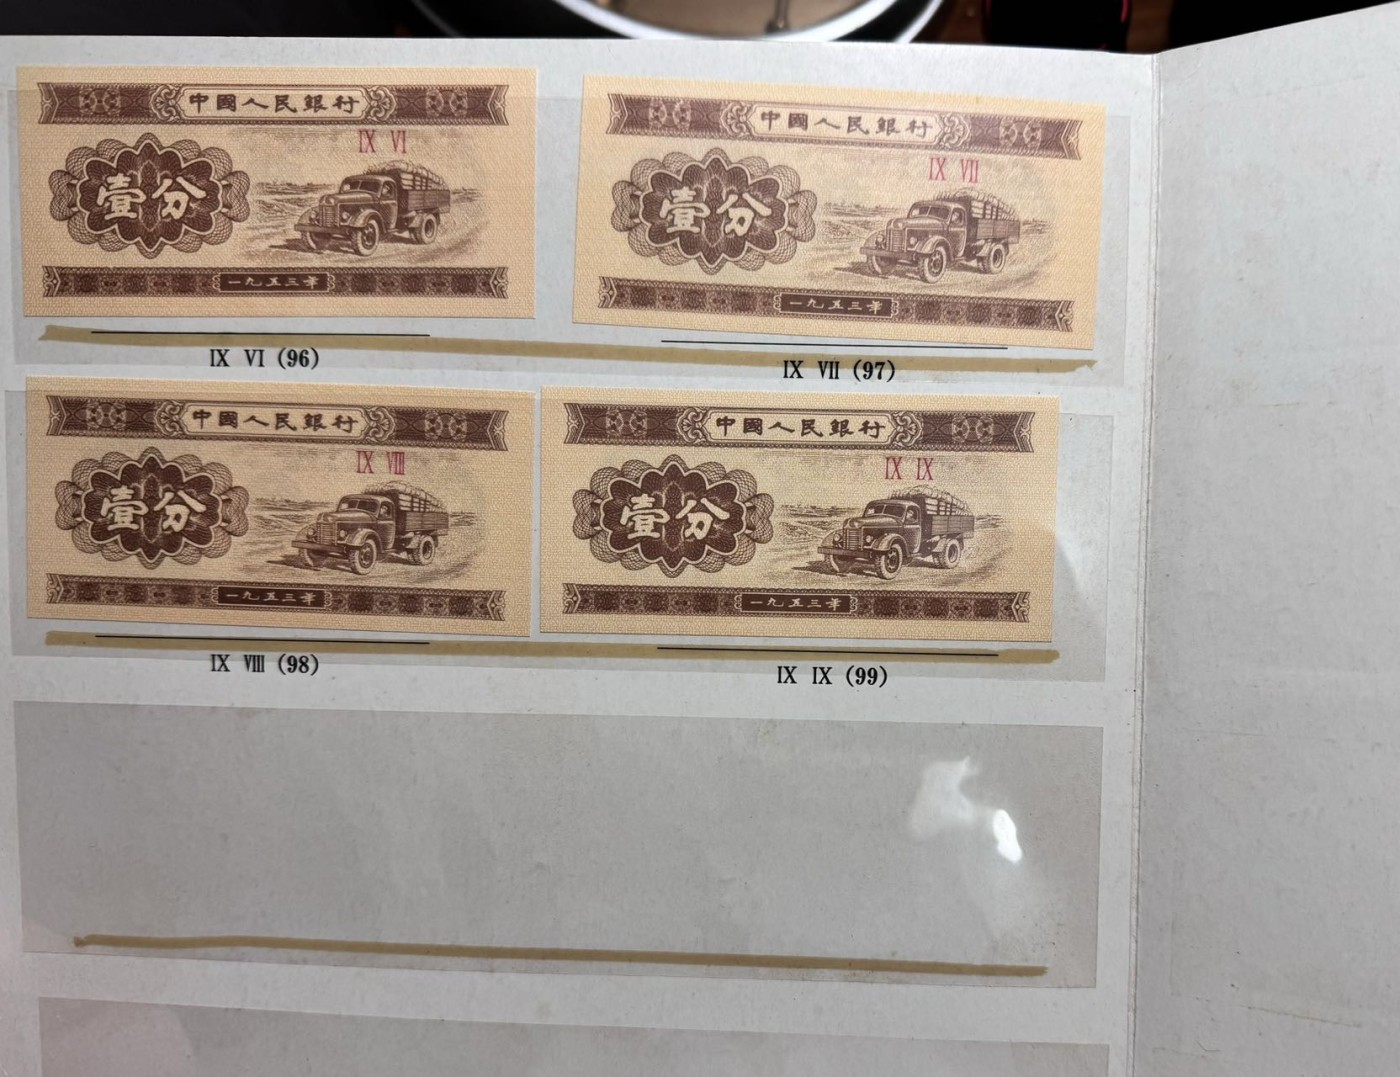 中國人民銀行
IX VI
壹分
一九五三年
IX VI (96)
中國人民銀行
IX VII
壹分
一九五三年
IX VII (97)
中國人民銀行
IX VIII
壹分
一九五三年
IX VIII (98)
中國人民銀行
IX IX
壹分
一九五三年
IX IX (99)